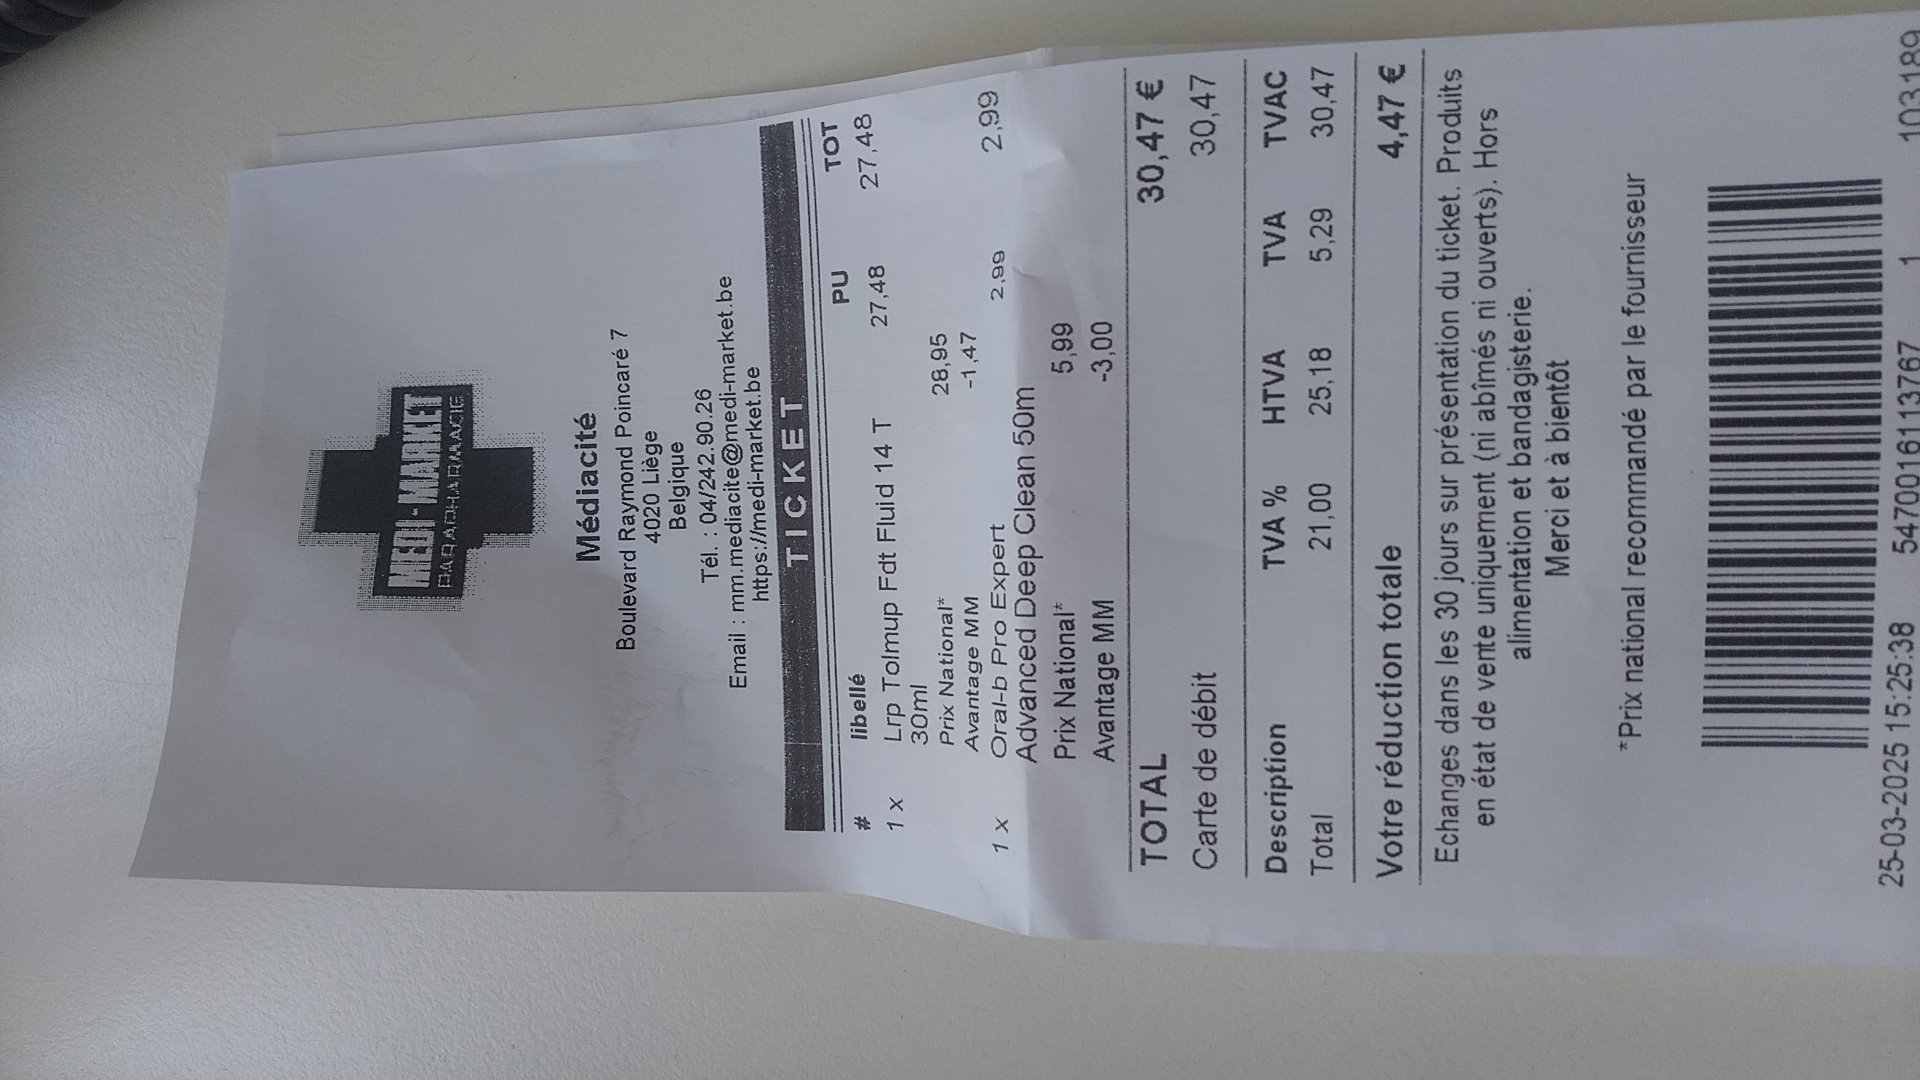 MEDI-MARKET
PARAPHARMACIE
Médiacité
Boulevard Raymond Poincaré 7
4020 Liège
Belgique
Tél. : 04/242.90.26
Email : mm.mediacite@medi-market.be
https://medi-market.be
TICKET
# libellé PU TOT
1 x Lrp Tolmup Fdt Fluid 14 T 27,48 27,48
30ml
Prix National* 28,95
Avantage MM -1,47
1 x Oral-b Pro Expert 2,99 2,99
Advanced Deep Clean 50m
Prix National* 5,99
Avantage MM -3,00
TOTAL 30,47 €
Carte de débit 30,47
Description TVA % HTVA TVA TVAC
Total 21,00 25,18 5,29 30,47
Votre réduction totale 4,47 €
Echanges dans les 30 jours sur présentation du ticket. Produits
en état de vente uniquement (ni abîmés ni ouverts). Hors
alimentation et bandagisterie.
Merci et à bientôt
*Prix national recommandé par le fournisseur
25-03-2025 15:25:38 5470016113767 1 103189